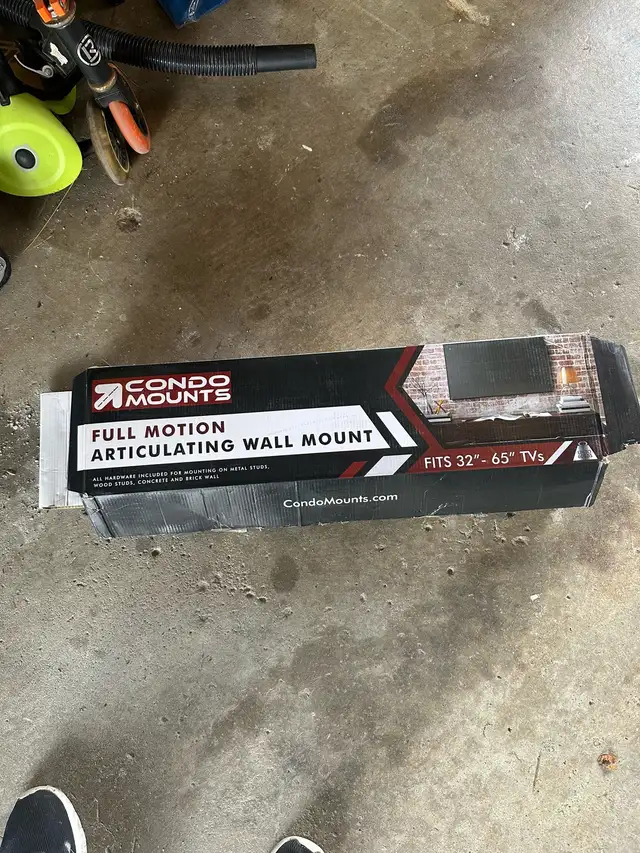 CONDO
MOUNTS
FULL MOTION
ARTICULATING WALL MOUNT
ALL HARDWARE INCLUDED FOR MOUNTING ON METAL STUDS,
WOOD STUDS, CONCRETE AND BRICK WALL
FITS 32"- 65" TVs
CondoMounts.com